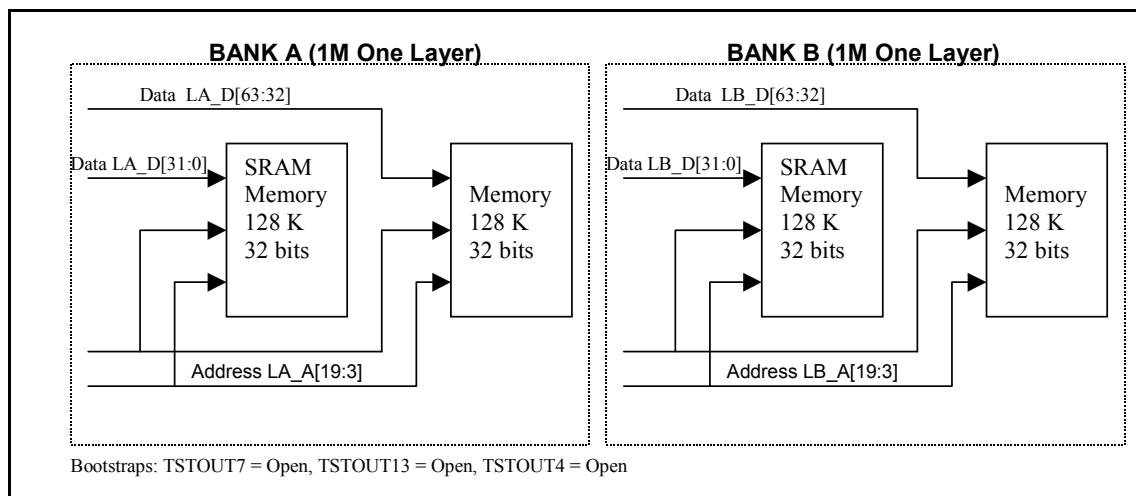 BANK A (1M One Layer)
Data LA_D[63:32]
Data LA_D[31:0]
SRAM
Memory
128 K
32 bits
Memory
128 K
32 bits
Address LA_A[19:3]
BANK B (1M One Layer)
Data LB_D[63:32]
Data LB_D[31:0]
SRAM
Memory
128 K
32 bits
Memory
128 K
32 bits
Address LB_A[19:3]
Bootstraps: TSTOUT7 = Open, TSTOUT13 = Open, TSTOUT4 = Open